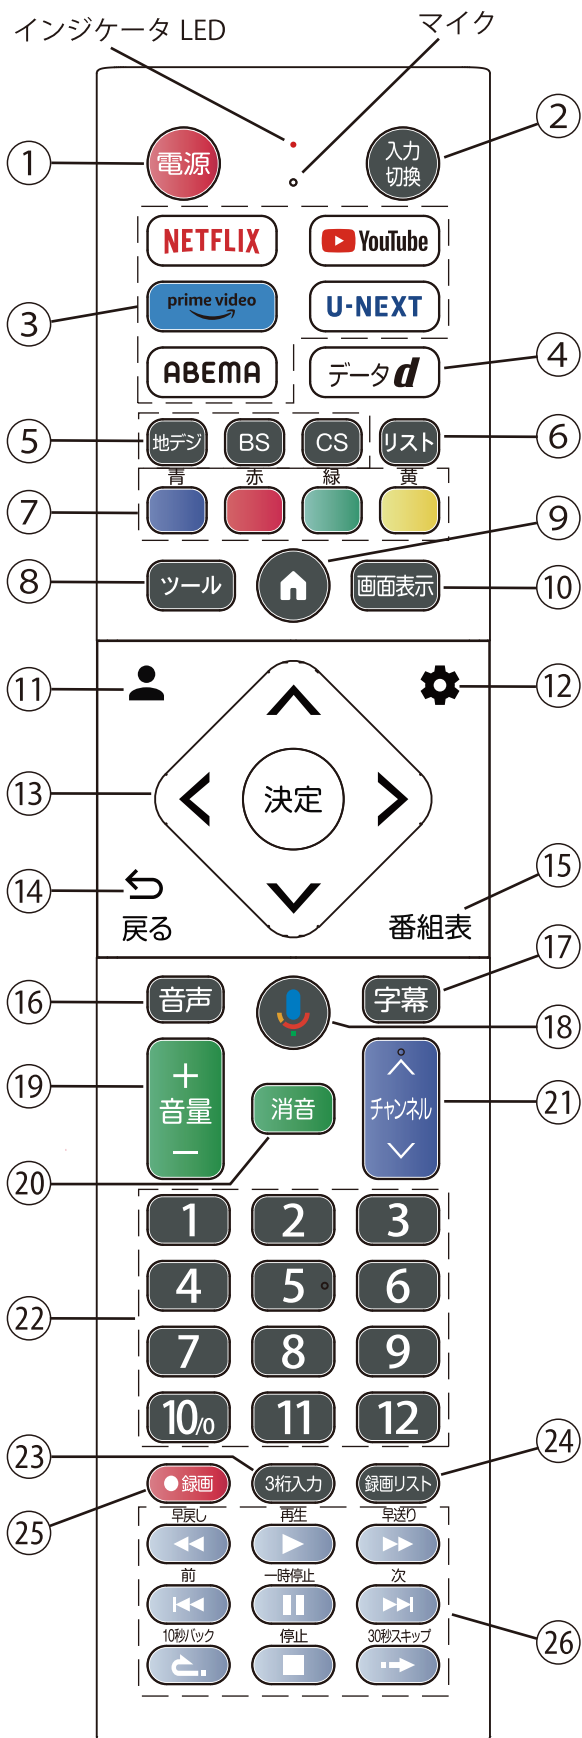 インジケータ LED
マイク
① 電源
入力
切換 ②
NETFLIX
YouTube
③ prime video
U-NEXT
ABEMA
データd ④
⑤ 地デジ BS CS リスト ⑥
⑦ 青 赤 緑 黄
⑧ ツール ⑨
画面表示 ⑩
⑪ ⑫
⑬ 決定
⑭ 戻る
番組表 ⑮
⑯ 音声
字幕 ⑰
⑱
⑲ +
音量
−
消音 ⑳
チャンネル ㉑
㉒ 1 2 3
4 5 6
7 8 9
10/0 11 12
㉓ 3桁入力
録画リスト ㉔
●録画 ㉕
早戻し 再生 早送り
前 一時停止 次
10秒バック 停止 30秒スキップ
㉖